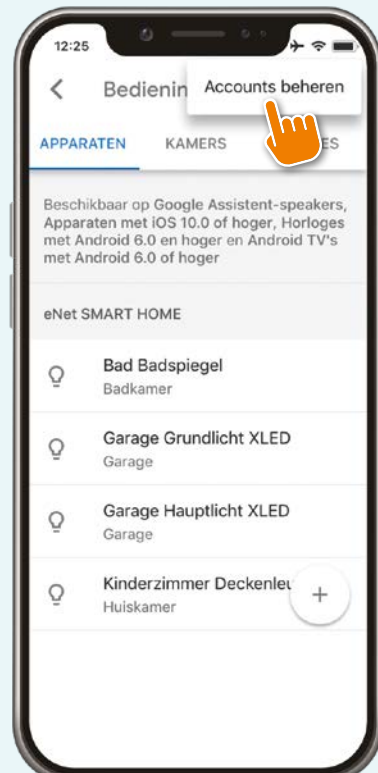 12:25
Bedienin
Accounts beheren
APPARATEN KAMERS ES
Beschikbaar op Google Assistent-speakers,
Apparaten met iOS 10.0 of hoger, Horloges
met Android 6.0 en hoger en Android TV's
met Android 6.0 of hoger
eNet SMART HOME
Bad Badspiegel
Badkamer
Garage Grundlicht XLED
Garage
Garage Hauptlicht XLED
Garage
Kinderzimmer Deckenleu
Huiskamer